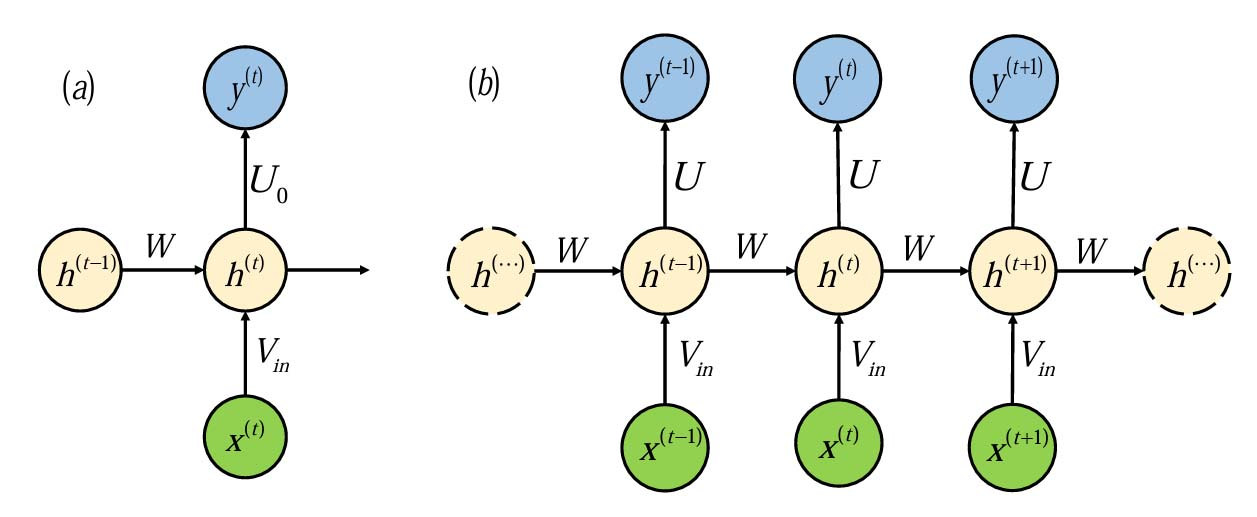 (a) y^(t) (b) y^(t−1) y^(t) y^(t+1)
U_0 U U U
h^(t−1) W h^(t) h^(⋯) W h^(t−1) W h^(t) W h^(t+1) W h^(⋯)
V_in V_in V_in V_in
x^(t) x^(t−1) x^(t) x^(t+1)